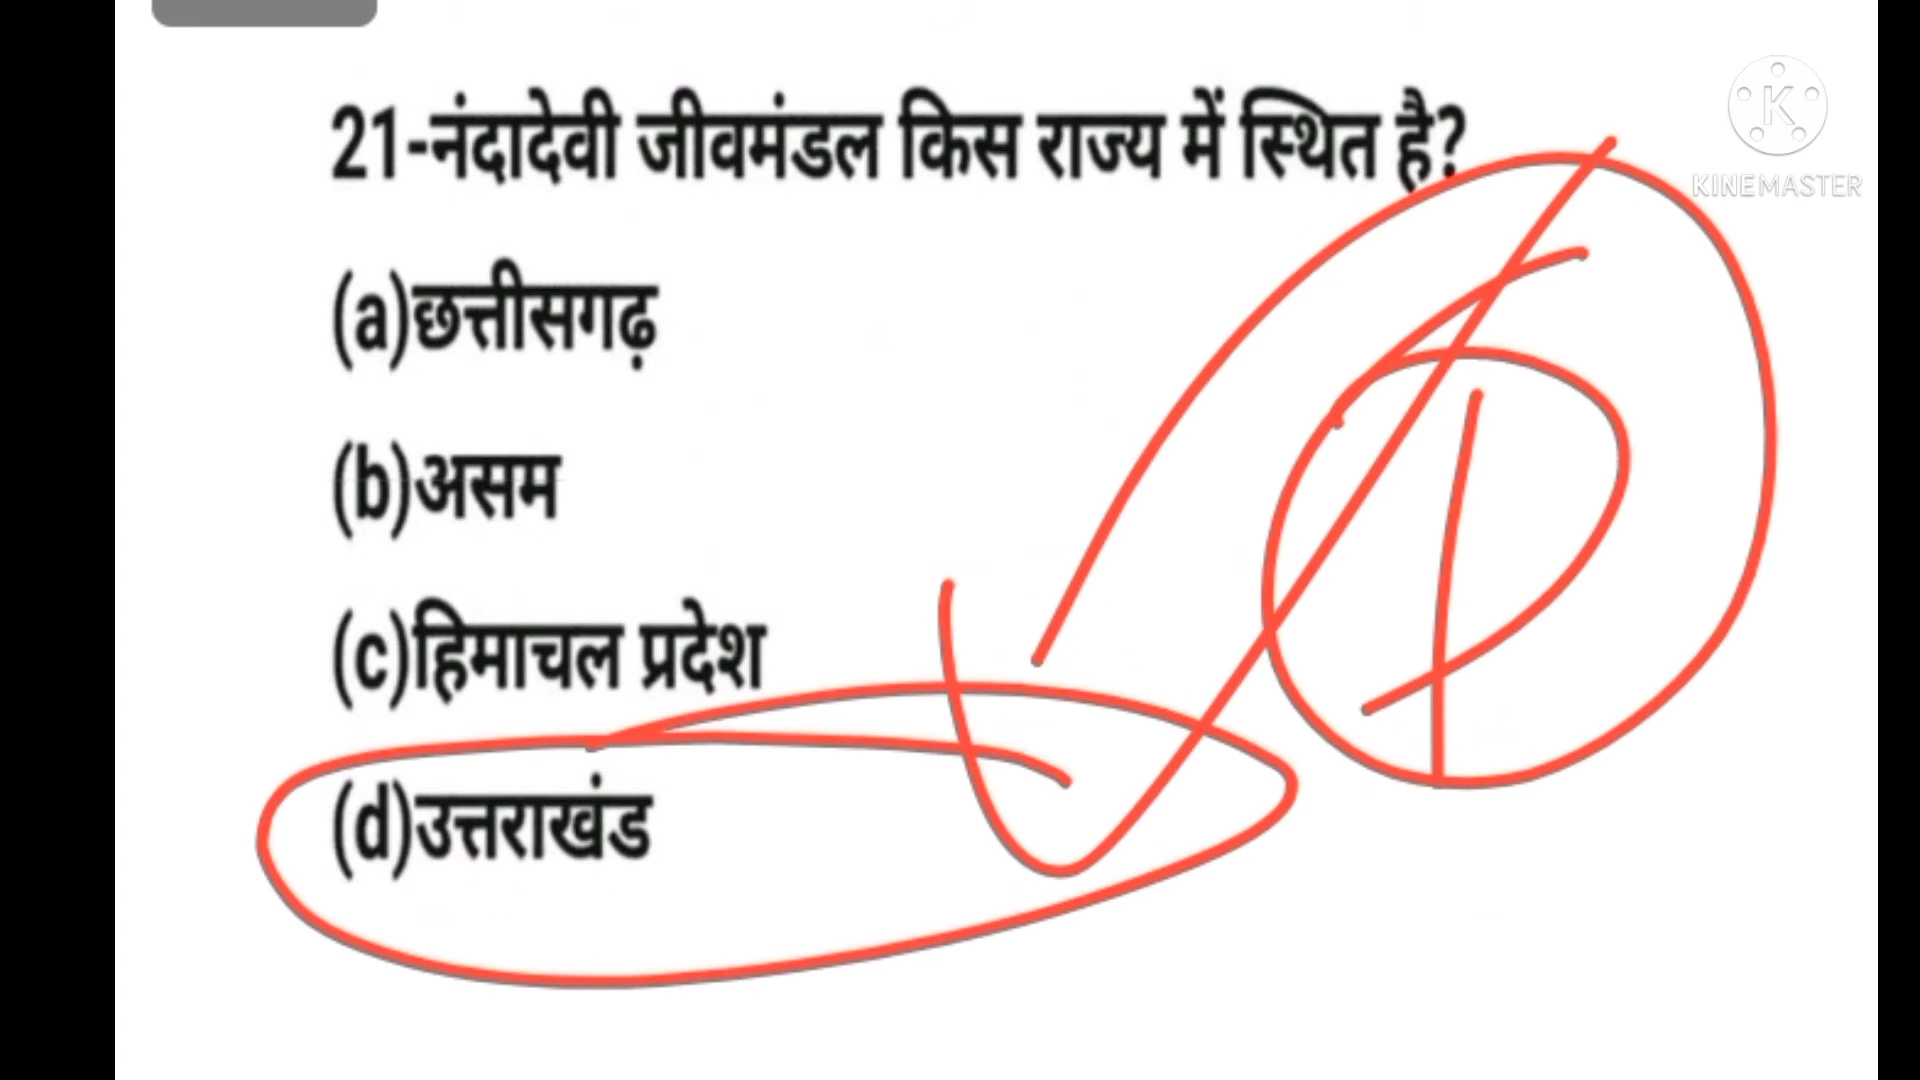 21-नंदादेवी जीवमंडल किस राज्य में स्थित है?
(a)छत्तीसगढ़
(b)असम
(c)हिमाचल प्रदेश
(d)उत्तराखंड
D
K
KINEMASTER